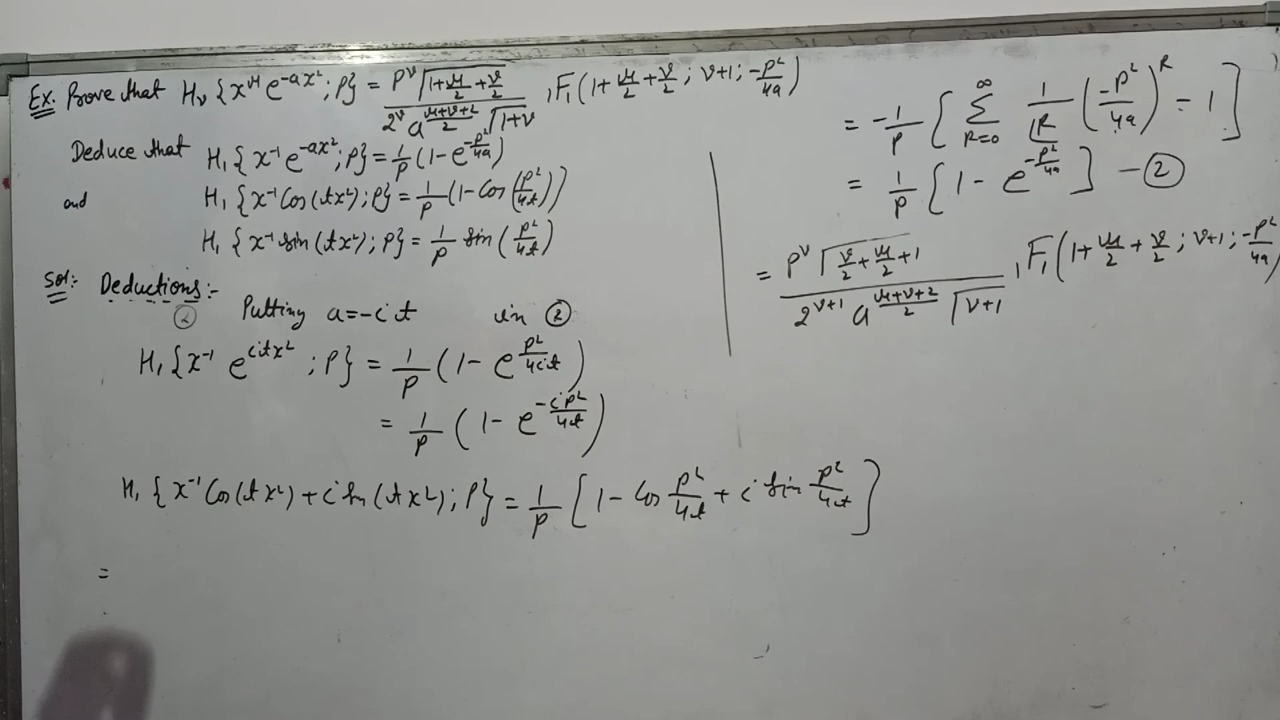 Ex. Prove that H_ν {x^μ e^{-ax²} ; P} = P^ν Γ(1+μ/2+ν/2) / (2^ν a^{(μ+ν+2)/2} Γ(1+ν)) ₁F₁(1+μ/2+ν/2 ; ν+1 ; -P²/4a)
Deduce that H₁ {x⁻¹ e^{-ax²} ; P} = 1/P (1 - e^{-P²/4a})
and H₁ {x⁻¹ Cos(tx²) ; P} = 1/P (1 - Cos(P²/4t))
H₁ {x⁻¹ sin(tx²) ; P} = 1/P sin(P²/4t)
Sol:- Deductions:-
② Putting a = -it in ②
H₁ {x⁻¹ e^{itx²} ; P} = 1/P (1 - e^{P²/4it})
= 1/P (1 - e^{-iP²/4t})
H₁ {x⁻¹ Cos(tx²) + i Sin(tx²) ; P} = 1/P [1 - Cos P²/4t + i sin P²/4t]
=
= -1/P { ∑_{R=0}^{∞} 1/∟R (-P²/4a)^R - 1 ]
= 1/P [1 - e^{-P²/4a}] - ②
= P^ν Γ(ν/2+μ/2+1) / (2^{ν+1} a^{(μ+ν+2)/2} Γ(ν+1)) ₁F₁(1+μ/2+ν/2 ; ν+1 ; -P²/4a)